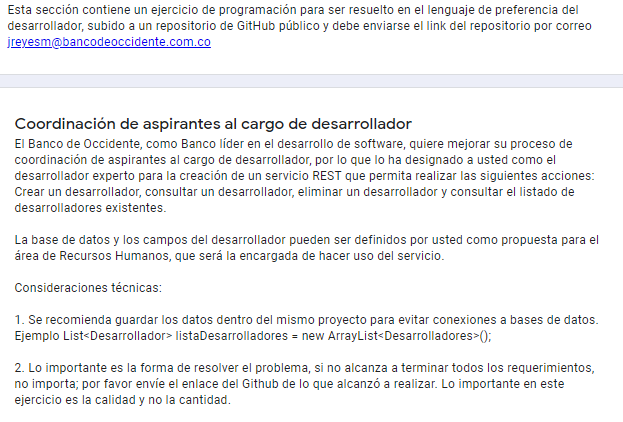 Esta sección contiene un ejercicio de programación para ser resuelto en el lenguaje de preferencia del
desarrollador, subido a un repositorio de GitHub público y debe enviarse el link del repositorio por correo
jreyesm@bancodeoccidente.com.co
Coordinación de aspirantes al cargo de desarrollador
El Banco de Occidente, como Banco líder en el desarrollo de software, quiere mejorar su proceso de
coordinación de aspirantes al cargo de desarrollador, por lo que lo ha designado a usted como el
desarrollador experto para la creación de un servicio REST que permita realizar las siguientes acciones:
Crear un desarrollador, consultar un desarrollador, eliminar un desarrollador y consultar el listado de
desarrolladores existentes.
La base de datos y los campos del desarrollador pueden ser definidos por usted como propuesta para el
área de Recursos Humanos, que será la encargada de hacer uso del servicio.
Consideraciones técnicas:
1. Se recomienda guardar los datos dentro del mismo proyecto para evitar conexiones a bases de datos.
Ejemplo List<Desarrollador> listaDesarrolladores = new ArrayList<Desarrolladores>();
2. Lo importante es la forma de resolver el problema, si no alcanza a terminar todos los requerimientos,
no importa; por favor envíe el enlace del Github de lo que alcanzó a realizar. Lo importante en este
ejercicio es la calidad y no la cantidad.